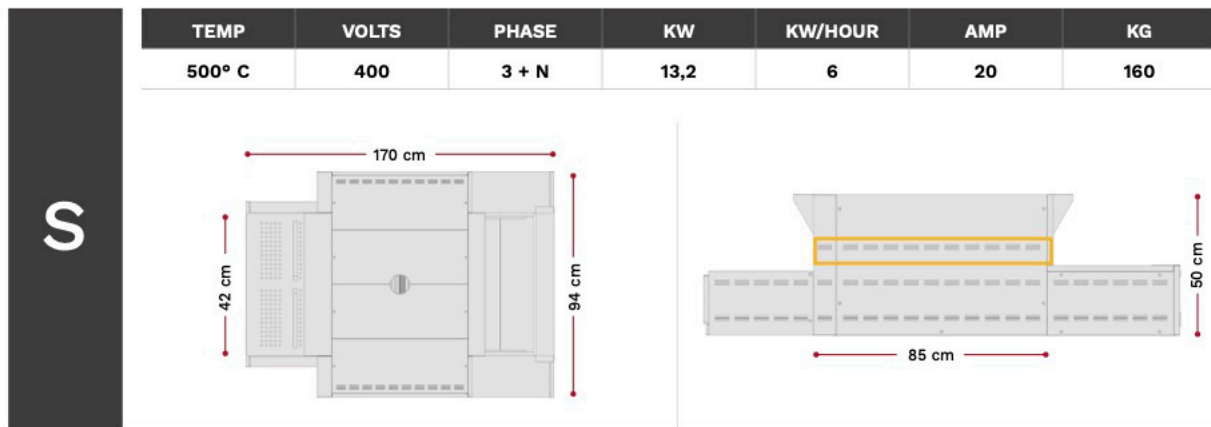 S
TEMP VOLTS PHASE KW KW/HOUR AMP KG
500° C 400 3 + N 13,2 6 20 160
170 cm
42 cm
94 cm
50 cm
85 cm